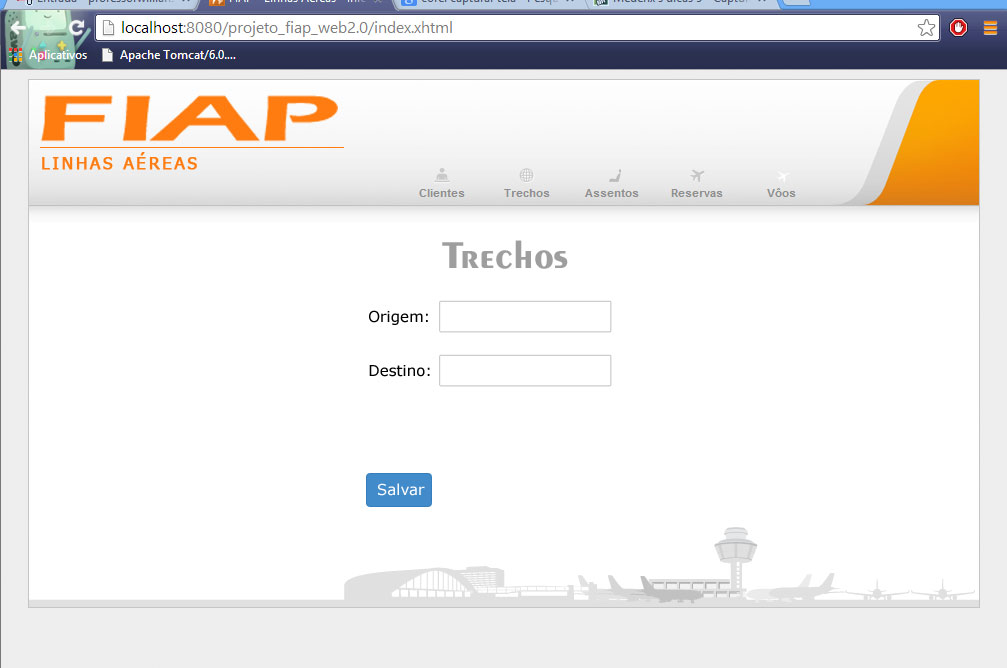 localhost:8080/projeto_fiap_web2.0/index.xhtml
Aplicativos Apache Tomcat/6.0....
FIAP
LINHAS AÉREAS
Clientes Trechos Assentos Reservas Vôos
Trechos
Origem:
Destino:
Salvar